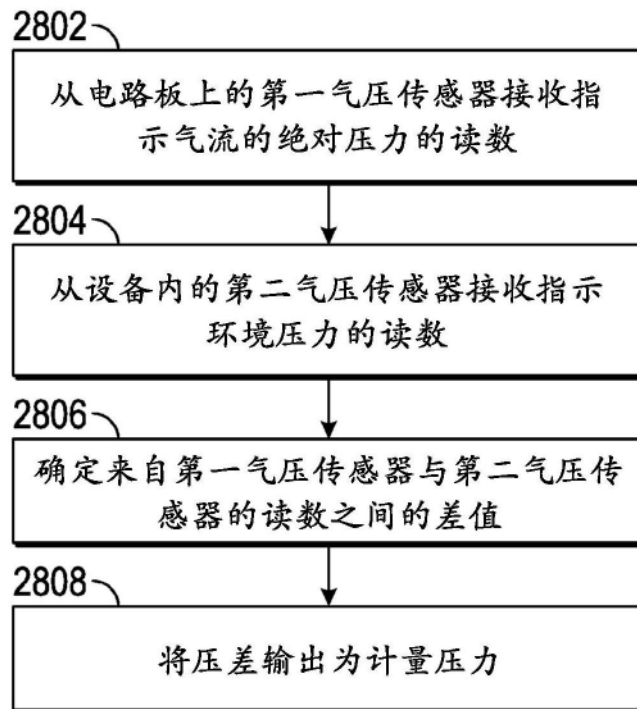 2802
从电路板上的第一气压传感器接收指
示气流的绝对压力的读数
2804
从设备内的第二气压传感器接收指示
环境压力的读数
2806
确定来自第一气压传感器与第二气压传
感器的读数之间的差值
2808
将压差输出为计量压力